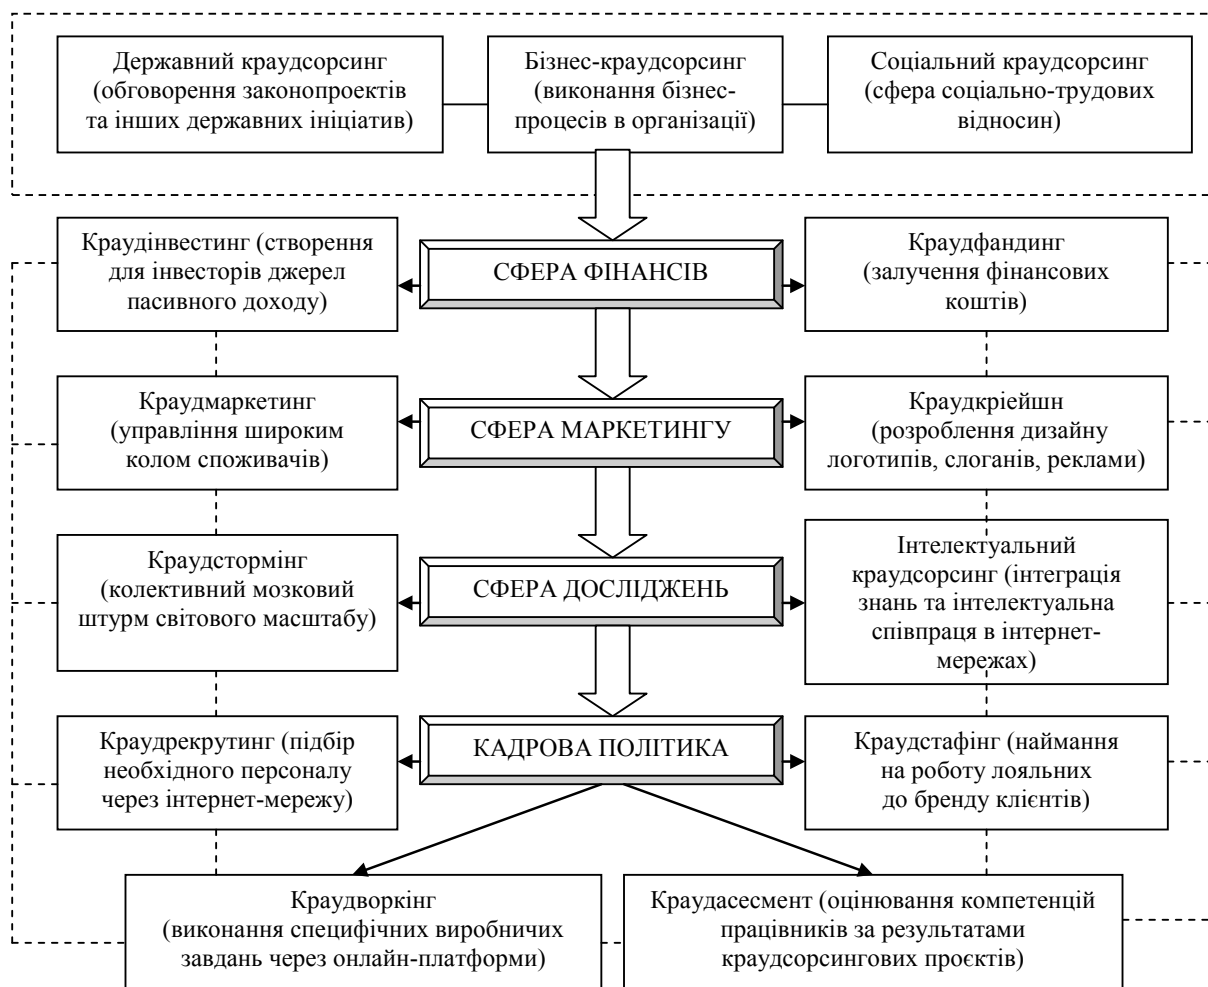 Державний краудсорсинг
(обговорення законопроектів
та інших державних ініціатив)
Бізнес-краудсорсинг
(виконання бізнес-
процесів в організації)
Соціальний краудсорсинг
(сфера соціально-трудових
відносин)
Краудінвестинг (створення
для інвесторів джерел
пасивного доходу)
СФЕРА ФІНАНСІВ
Краудфандинг
(залучення фінансових
коштів)
Краудмаркетинг
(управління широким
колом споживачів)
СФЕРА МАРКЕТИНГУ
Краудкріейшн
(розроблення дизайну
логотипів, слоганів, реклами)
Краудстормінг
(колективний мозковий
штурм світового масштабу)
СФЕРА ДОСЛІДЖЕНЬ
Інтелектуальний
краудсорсинг (інтеграція
знань та інтелектуальна
співпраця в інтернет-
мережах)
Краудрекрутинг (підбір
необхідного персоналу
через інтернет-мережу)
КАДРОВА ПОЛІТИКА
Краудстафінг (наймання
на роботу лояльних
до бренду клієнтів)
Краудворкінг
(виконання специфічних виробничих
завдань через онлайн-платформи)
Краудасесмент (оцінювання компетенцій
працівників за результатами
краудсорсингових проєктів)